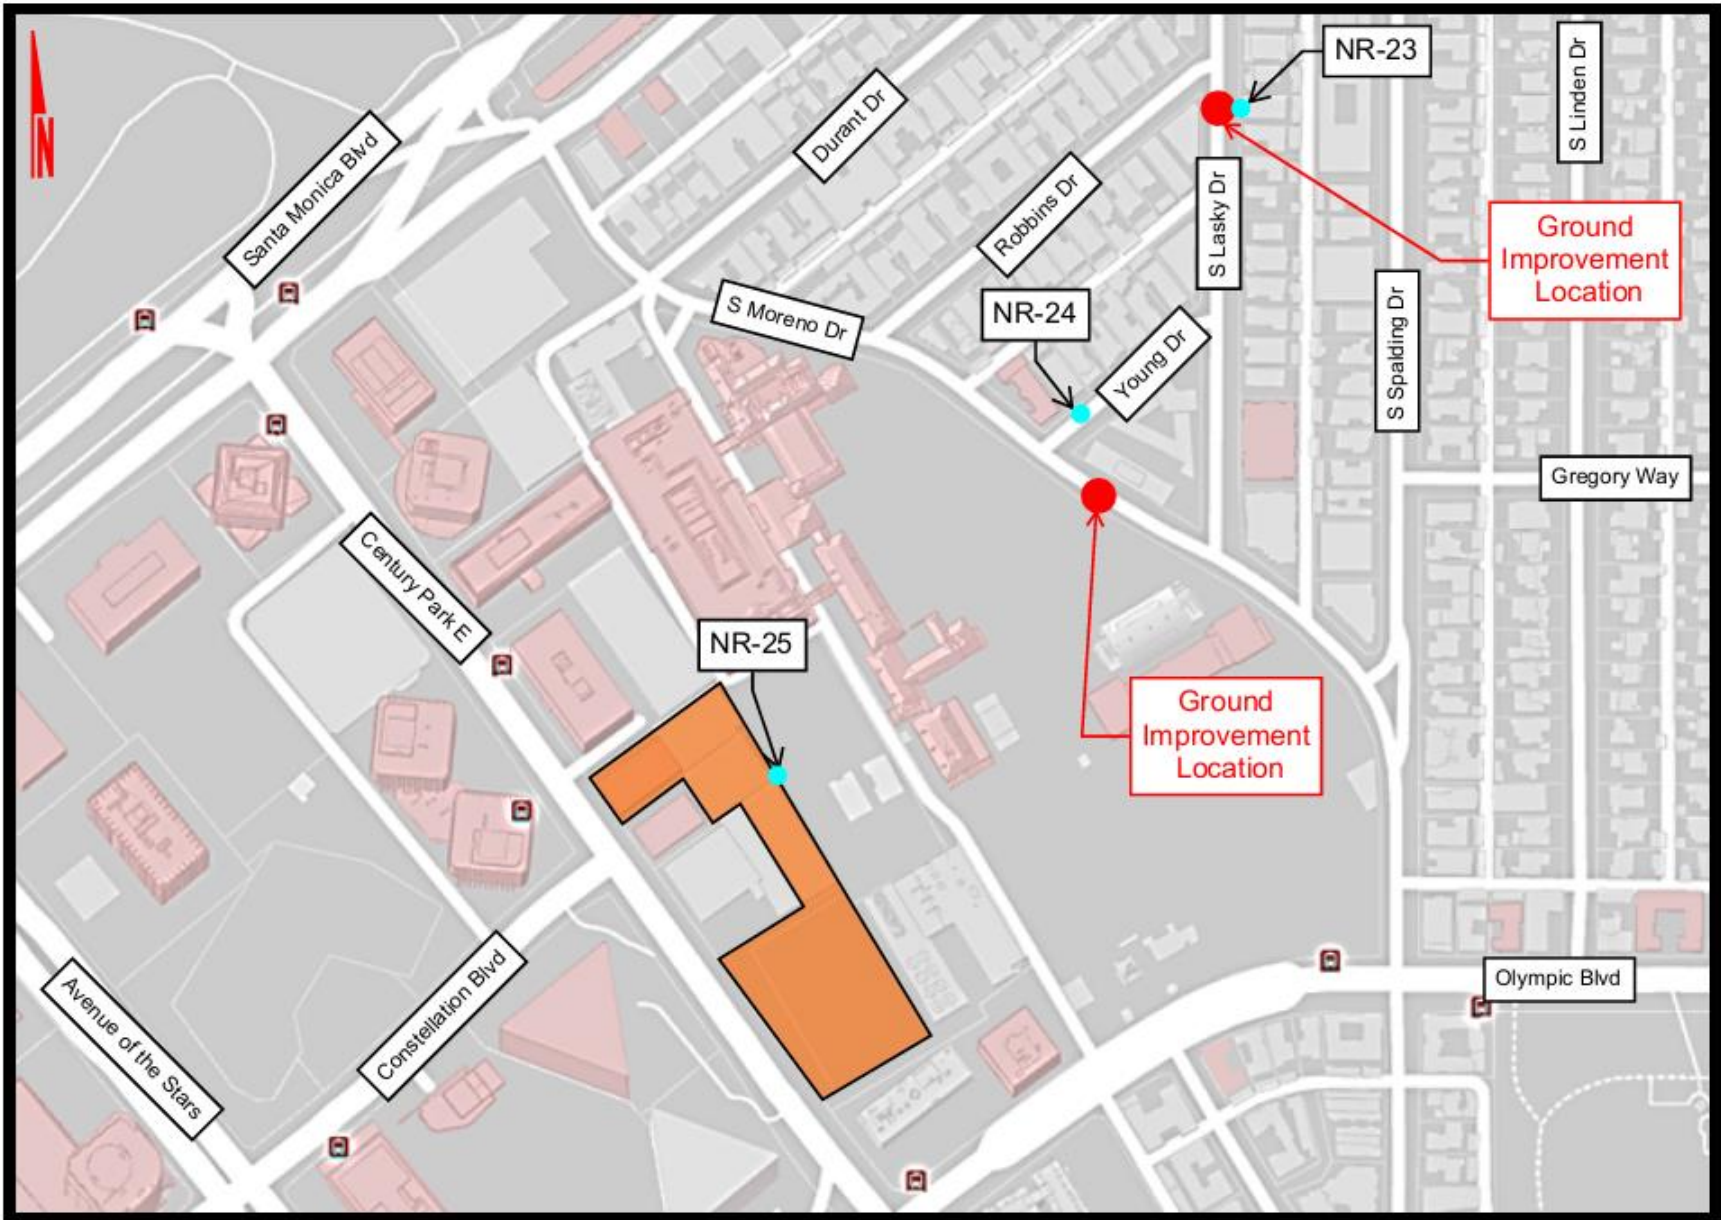 NR-23
S Linden Dr
Durant Dr
Santa Monica Blvd
Robbins Dr
S Lasky Dr
Ground
Improvement
Location
S Moreno Dr
NR-24
Young Dr
S Spalding Dr
Gregory Way
Century Park E
NR-25
Ground
Improvement
Location
Olympic Blvd
Avenue of the Stars
Constellation Blvd
N